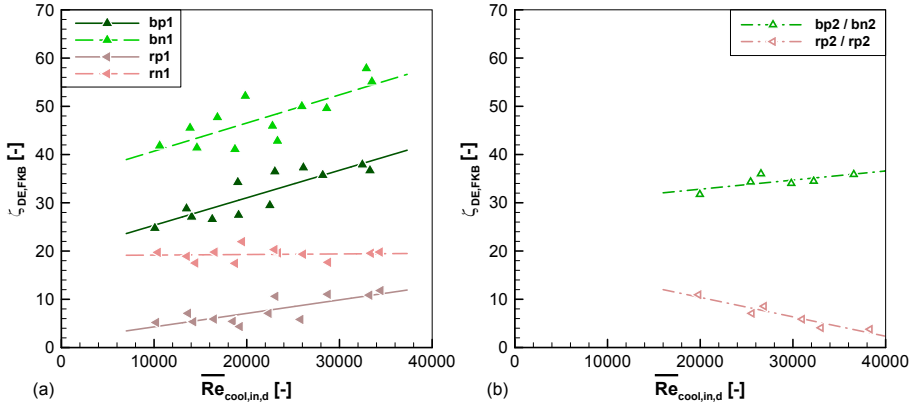 bp1
bn1
rp1
rn1
70
60
50
40
30
20
10
0
ζDE,FKB [-]
0 10000 20000 30000 40000
(a) Recool,in,d [-]
bp2 / bn2
rp2 / rp2
70
60
50
40
30
20
10
0
ζDE,FKB [-]
0 10000 20000 30000 40000
(b) Recool,in,d [-]